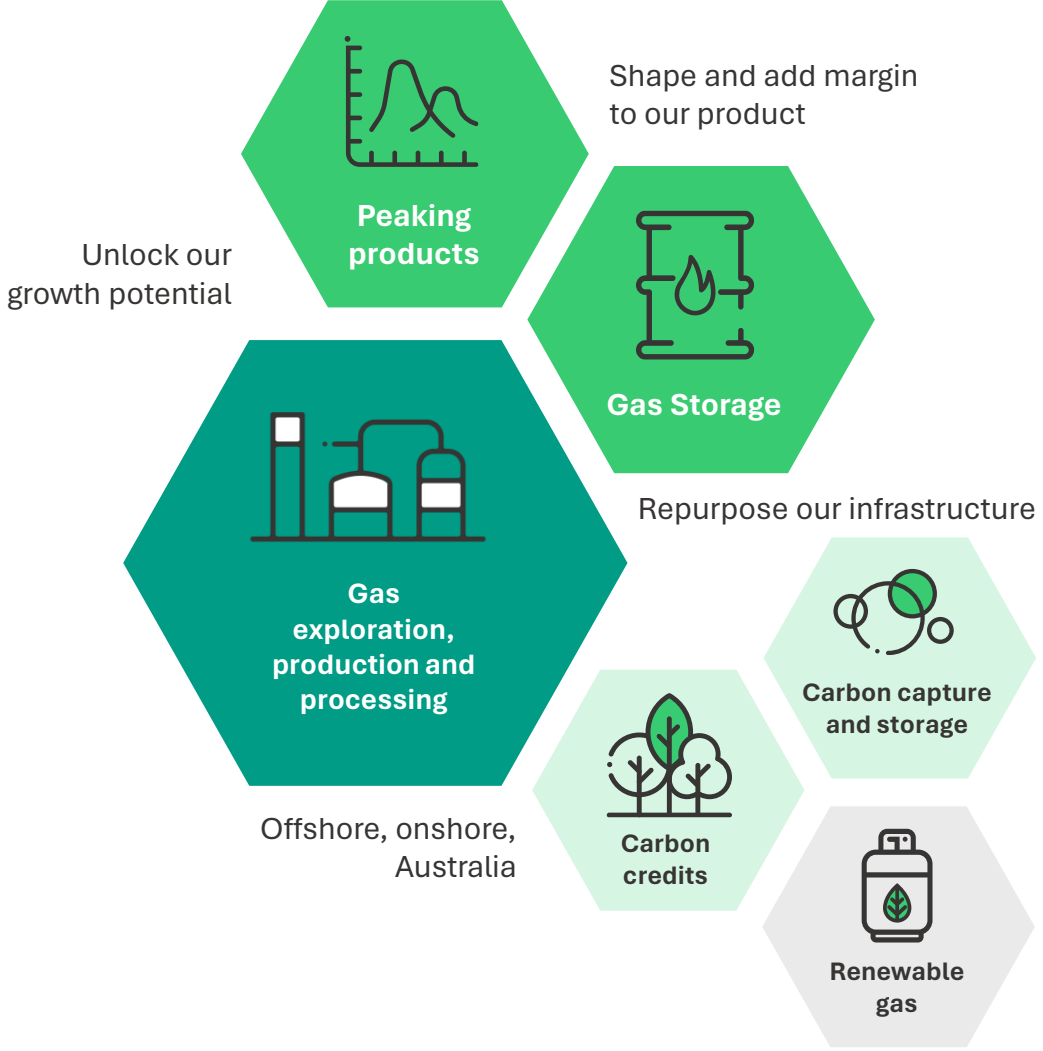 Shape and add margin
to our product
Peaking
products
Unlock our
growth potential
Gas Storage
Repurpose our infrastructure
Gas
exploration,
production and
processing
Carbon capture
and storage
Offshore, onshore,
Australia
Carbon
credits
Renewable
gas